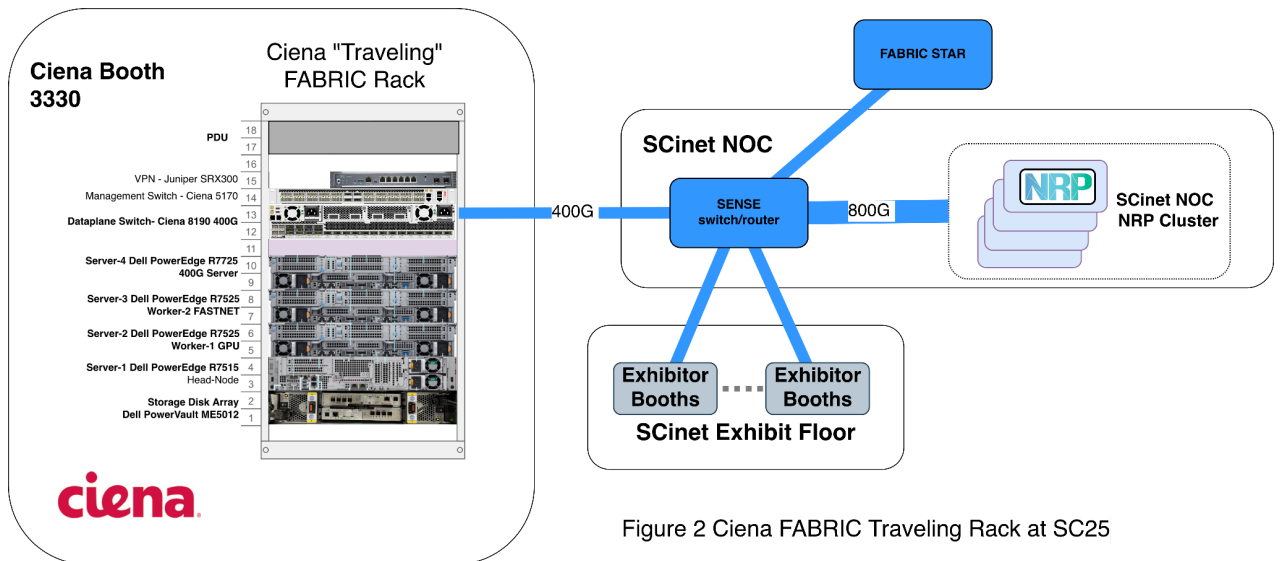 Ciena Booth
3330
Ciena "Traveling"
FABRIC Rack
PDU
VPN - Juniper SRX300
Management Switch - Ciena 5170
Dataplane Switch- Ciena 8190 400G
Server-4 Dell PowerEdge R7725
400G Server
Server-3 Dell PowerEdge R7525
Worker-2 FASTNET
Server-2 Dell PowerEdge R7525
Worker-1 GPU
Server-1 Dell PowerEdge R7515
Head-Node
Storage Disk Array
Dell PowerVault ME5012
18
17
16
15
14
13
12
11
10
9
8
7
6
5
4
3
2
1
ciena
400G
FABRIC STAR
SCinet NOC
SENSE
switch/router
800G
NRP
SCinet NOC
NRP Cluster
Exhibitor
Booths
Exhibitor
Booths
SCinet Exhibit Floor
Figure 2 Ciena FABRIC Traveling Rack at SC25